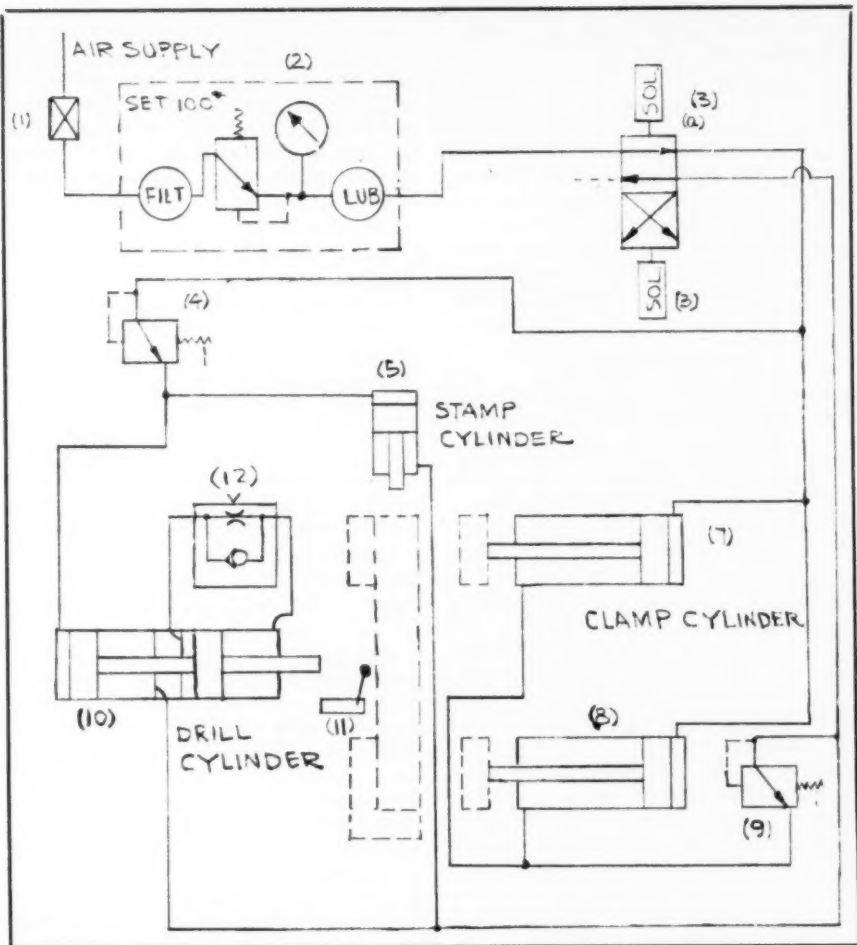 AIR SUPPLY
(1)
(2)
SET 100#
FILT
LUB
SOL
(3)
(a)
SOL
(3)
(4)
(5)
STAMP
CYLINDER
(12)
(7)
CLAMP CYLINDER
(8)
(9)
(10)
(11)
DRILL
CYLINDER